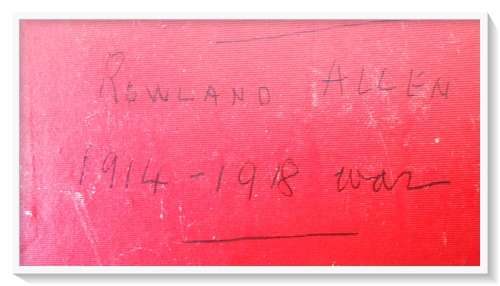 ROWLAND ALLEN
1914-1918 war